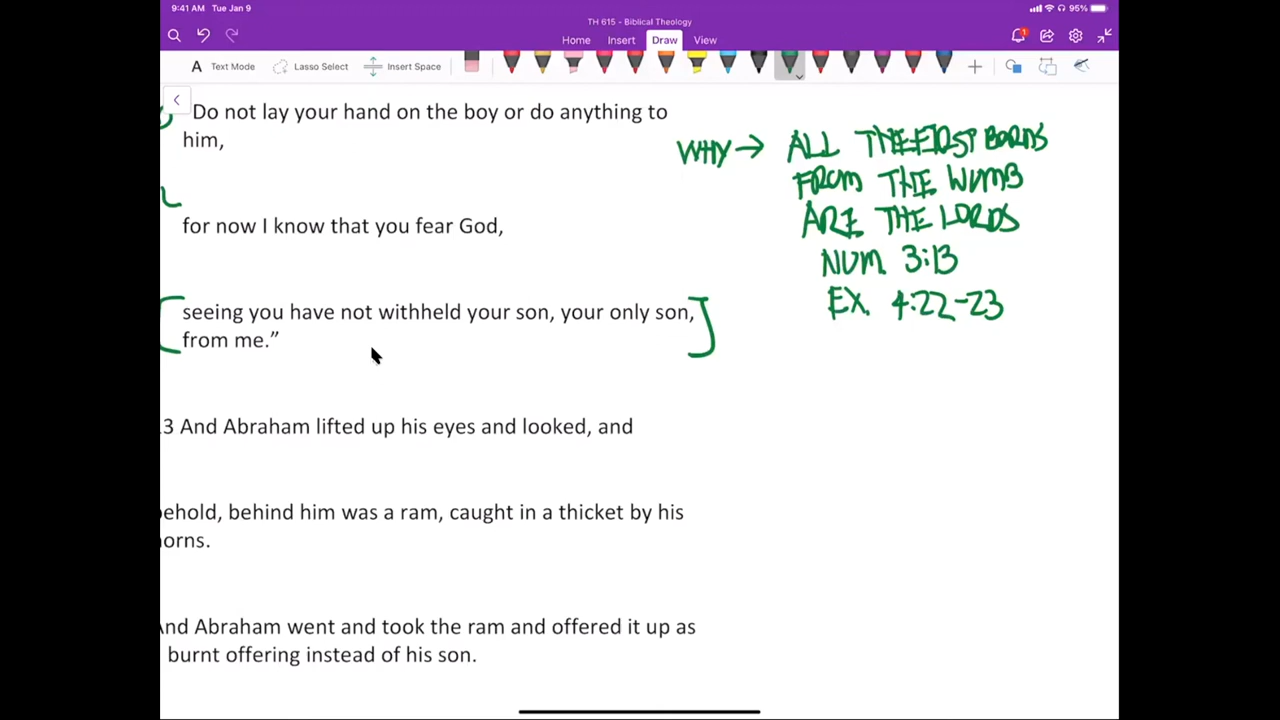 9:41 AM Tue Jan 9
95%
TH 615 - Biblical Theology
Home Insert Draw View
1
A Text Mode Lasso Select Insert Space
Do not lay your hand on the boy or do anything to
him,
WHY → ALL THE FIRST BORNS
FROM THE WOMB
ARE THE LORDS
NUM 3:13
EX. 4:22-23
for now I know that you fear God,
seeing you have not withheld your son, your only son,
from me.”
3 And Abraham lifted up his eyes and looked, and
ehold, behind him was a ram, caught in a thicket by his
orns.
And Abraham went and took the ram and offered it up as
burnt offering instead of his son.